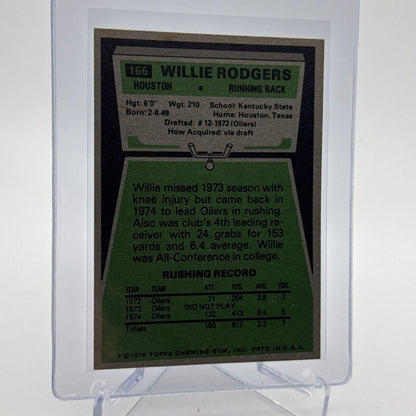 166 WILLIE RODGERS
HOUSTON • RUNNING BACK
Hgt: 6'0" Wgt: 210 School: Kentucky State
Born: 2-8-49 Home: Houston, Texas
Drafted: #12-1972 (Oilers)
How Acquired: via draft
Willie missed 1973 season with
knee injury but came back in
1974 to lead Oilers in rushing.
Also was club's 4th leading re-
ceiver with 24 grabs for 153
yards and 6.4 average. Willie
was All-Conference in college.
RUSHING RECORD
YEAR TEAM ATT. YDS. AVG. TDS.
1972 Oilers 71 204 2.9 2
1973 Oilers DID NOT PLAY
1974 Oilers 122 413 3.4 5
Totals 193 617 3.2 7
© 1975 TOPPS CHEWING GUM, INC. PRTD IN U.S.A.